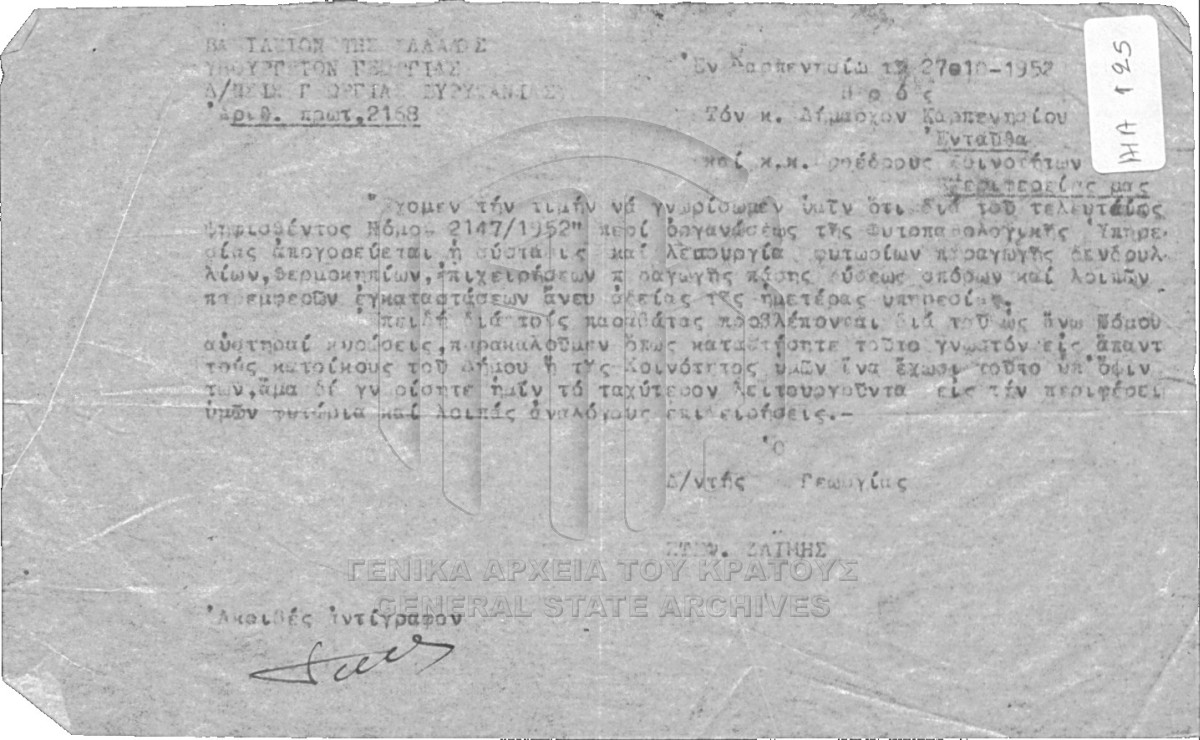 ΒΑΣΙΛΕΙΟΝ ΤΗΣ ΕΛΛΑΔΟΣ
ΥΠΟΥΡΓΕΙΟΝ ΓΕΩΡΓΙΑΣ
Δ/ΝΣΙΣ ΓΕΩΡΓΙΑΣ ΕΥΡΥΤΑΝΙΑΣ
Ἀριθ. πρωτ,2168
Ἐν Καρπενησίω τῇ 27-10-1952
Πρός
Τόν κ. Δήμαρχον Καρπενησίου
Ἐνταῦθα
καί κ.κ. Προέδρους Κοινοτήτων
Περιφερείας μας
ΗΑ 125
Ἔχομεν τήν τιμήν νά γνωρίσωμεν ὑμῖν ὅτι διά τοῦ τελευταίως
ψηφισθέντος Νόμου 2147/1952" περί ὀργανώσεως τῆς Φυτοπαθολογικῆς Ὑπηρε-
σίας ἀπαγορεύεται ἡ σύστασις καί λειτουργία φυτωρίων παραγωγῆς δενδρυλ-
λίων, θερμοκηπίων, ἐπιχειρήσεων παραγωγῆς πάσης φύσεως σπόρων καί λοιπῶν
παρεμφερῶν ἐγκαταστάσεων ἄνευ ἀδείας τῆς ἡμετέρας ὑπηρεσίας.
Ἐπειδή διά τούς παραβάτας προβλέπονται διά τοῦ ὡς ἄνω Νόμου
αὐστηραί κυρώσεις, παρακαλοῦμεν ὅπως καταστήσητε τοῦτο γνωστόν εἰς ἅπαντ
τούς κατοίκους τοῦ Δήμου ἤ τῆς Κοινότητος ὑμῶν ἵνα ἔχωσι τοῦτο ὑπ' ὄψιν
των, ἅμα δέ γνωρίσητε ἡμῖν τό ταχύτερον λειτουργοῦντα εἰς τήν περιφέρει
ὑμῶν φυτώρια καί λοιπάς ἀναλόγους ἐπιχειρήσεις.-
Ὁ
Δ/ντής Γεωργίας
ΣΤΕΦ. ΖΑΪΜΗΣ
ΓΕΝΙΚΑ ΑΡΧΕΙΑ ΤΟΥ ΚΡΑΤΟΥΣ
GENERAL STATE ARCHIVES
Ἀκριβές ἀντίγραφον